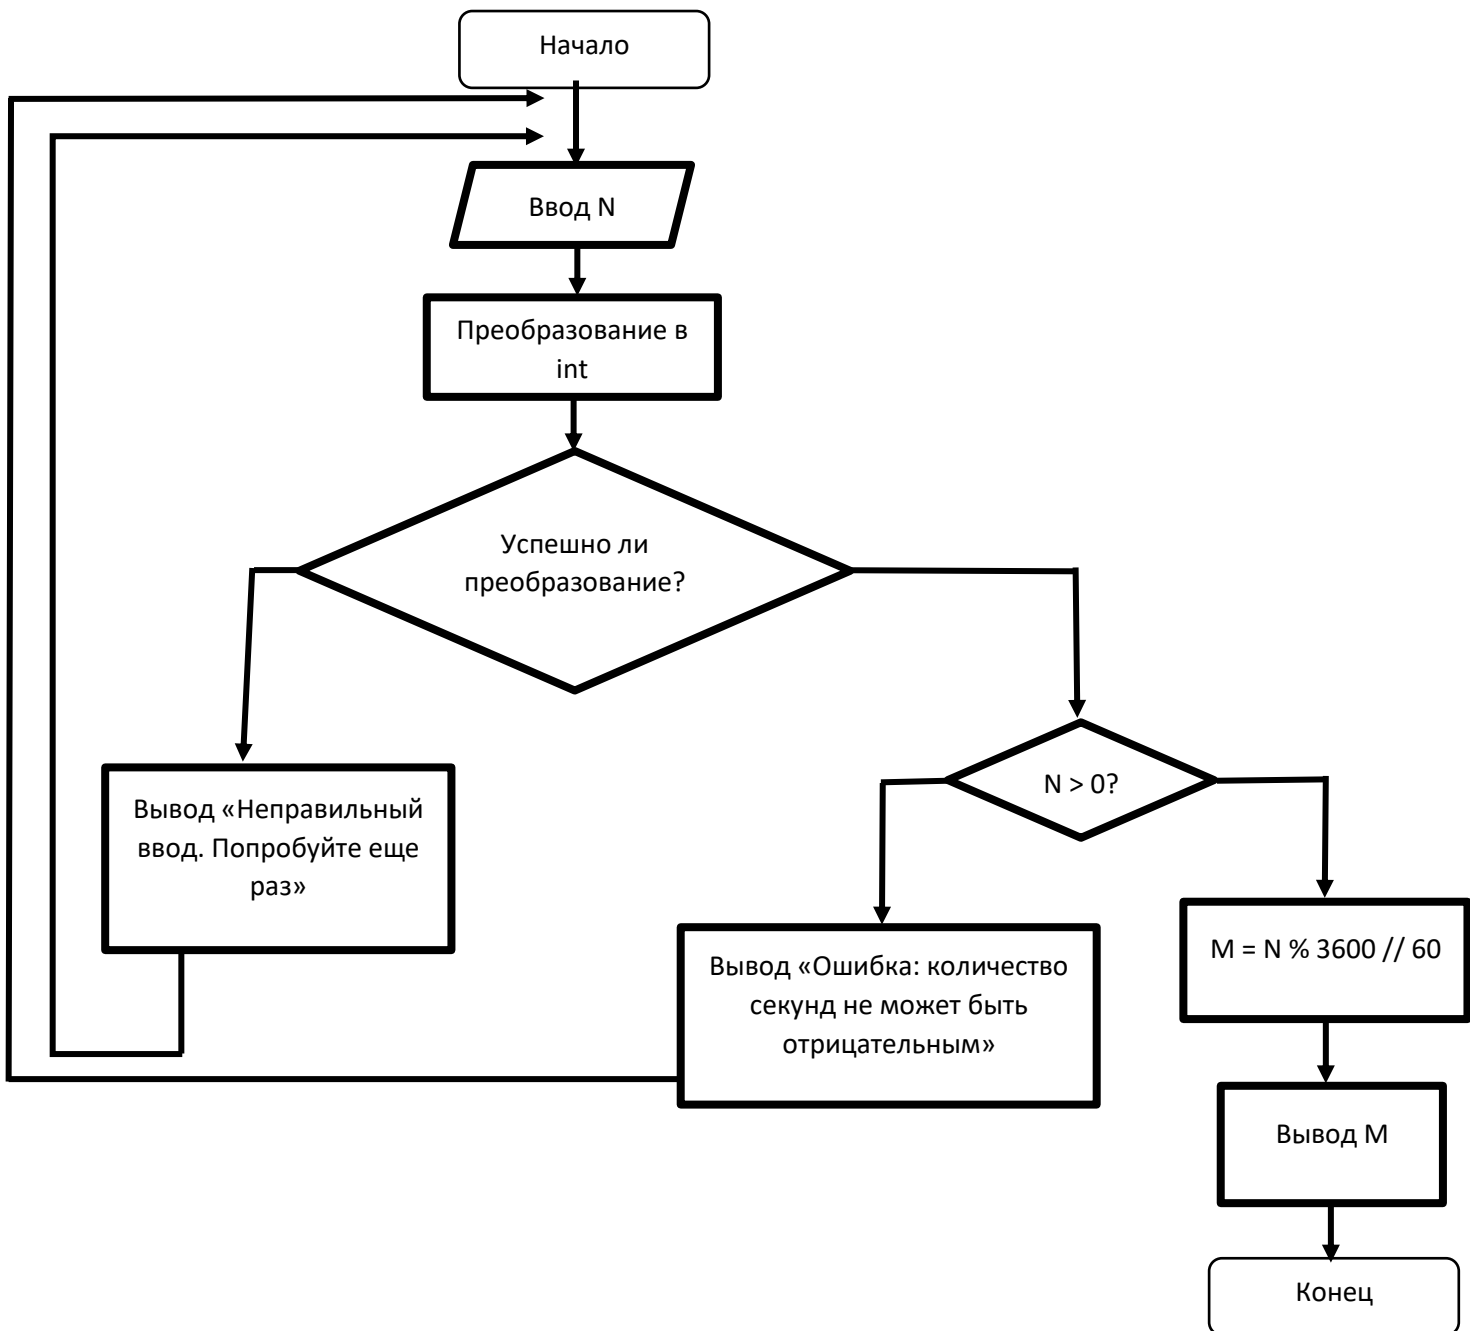 Начало
Ввод N
Преобразование в
int
Успешно ли
преобразование?
N > 0?
Вывод «Неправильный
ввод. Попробуйте еще
раз»
Вывод «Ошибка: количество
секунд не может быть
отрицательным»
M = N % 3600 // 60
Вывод M
Конец